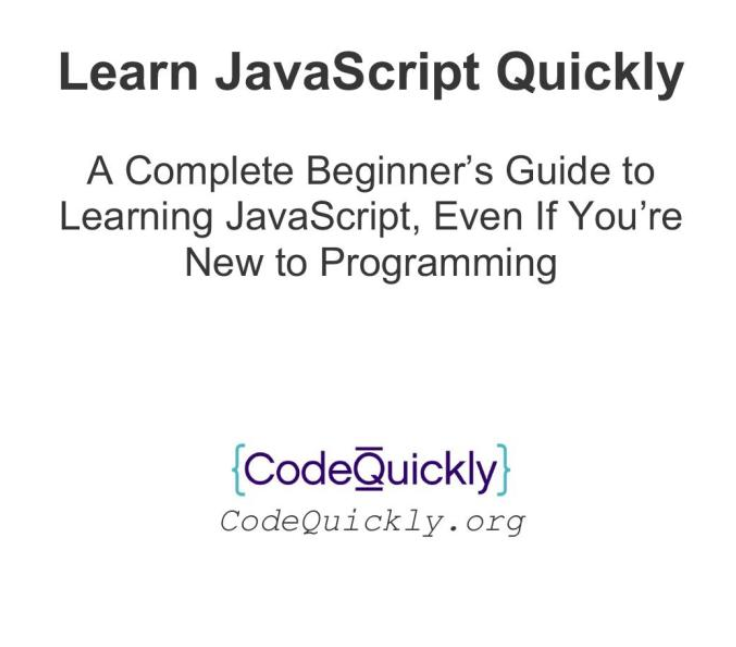 Learn JavaScript Quickly
A Complete Beginner’s Guide to
Learning JavaScript, Even If You’re
New to Programming
{CodeQuickly}
CodeQuickly.org